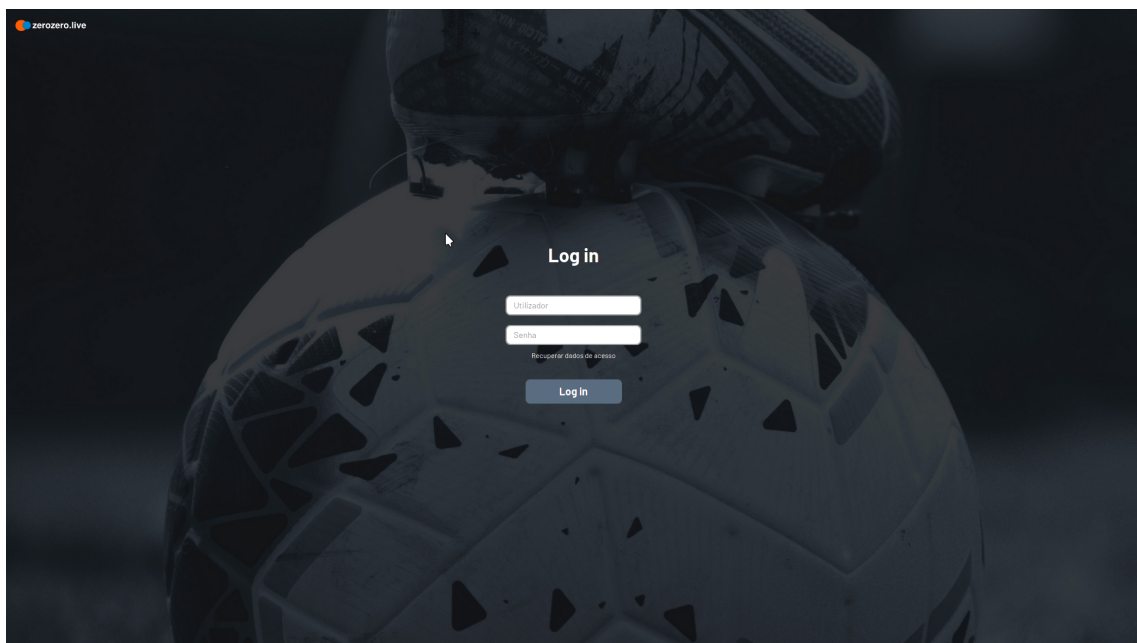 zerozero.live
Log in
Utilizador
Senha
Recuperar dados de acesso
Log In